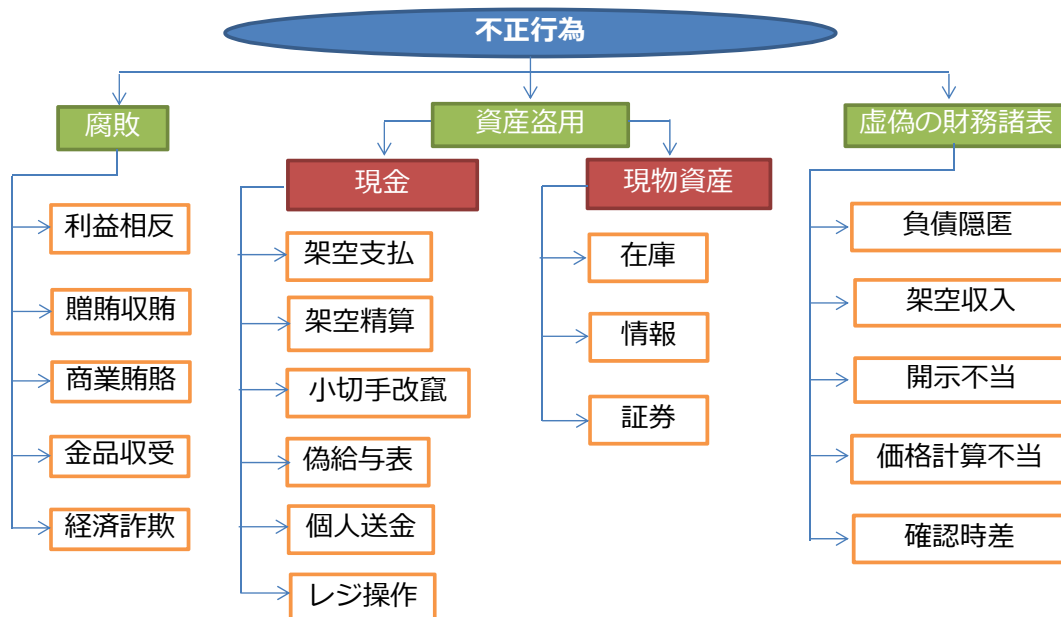 不正行為
腐敗
資産盗用
虚偽の財務諸表
現金
現物資産
利益相反
贈賄収賄
商業賄賂
金品収受
経済詐欺
架空支払
架空精算
小切手改竄
偽給与表
個人送金
レジ操作
在庫
情報
証券
負債隠匿
架空収入
開示不当
価格計算不当
確認時差